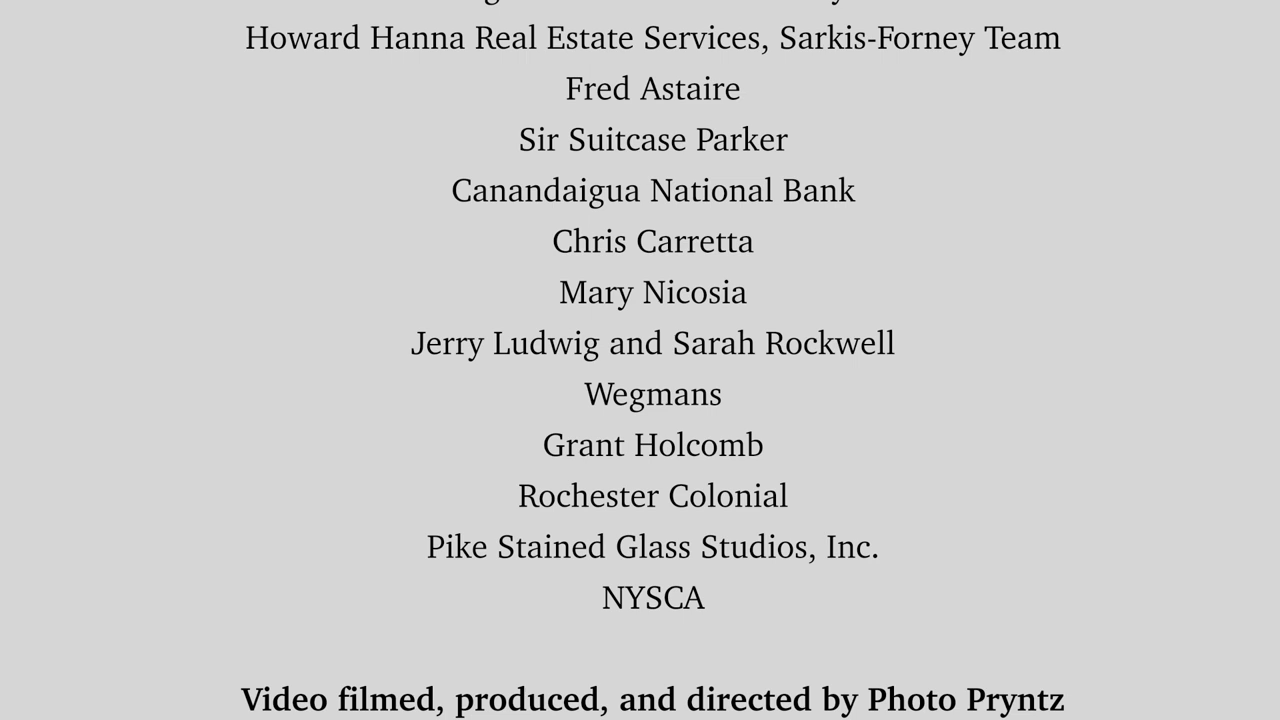 Howard Hanna Real Estate Services, Sarkis-Forney Team
Fred Astaire
Sir Suitcase Parker
Canandaigua National Bank
Chris Carretta
Mary Nicosia
Jerry Ludwig and Sarah Rockwell
Wegmans
Grant Holcomb
Rochester Colonial
Pike Stained Glass Studios, Inc.
NYSCA
Video filmed, produced, and directed by Photo Pryntz